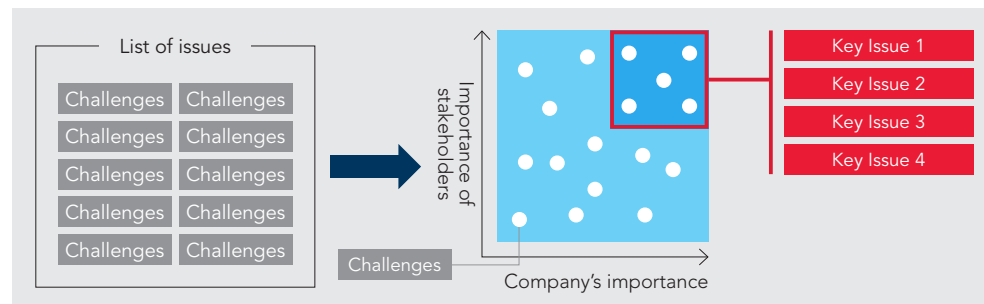 List of issues
Challenges Challenges
Challenges Challenges
Challenges Challenges
Challenges Challenges
Challenges Challenges
Importance of
stakeholders
Challenges
Company's importance
Key Issue 1
Key Issue 2
Key Issue 3
Key Issue 4